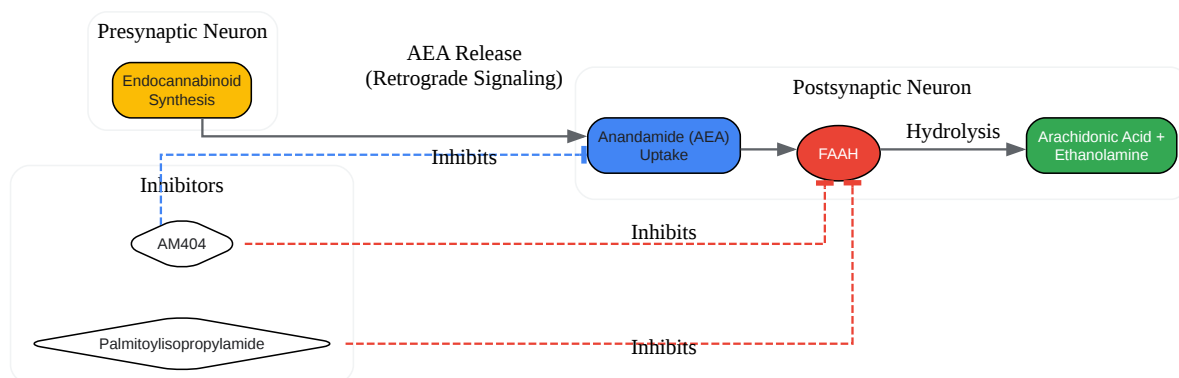 Presynaptic Neuron
Endocannabinoid
Synthesis
AEA Release
(Retrograde Signaling)
Postsynaptic Neuron
Anandamide (AEA)
Uptake
FAAH
Hydrolysis
Arachidonic Acid +
Ethanolamine
Inhibits
Inhibitors
AM404
Inhibits
Palmitoylisopropylamide
Inhibits